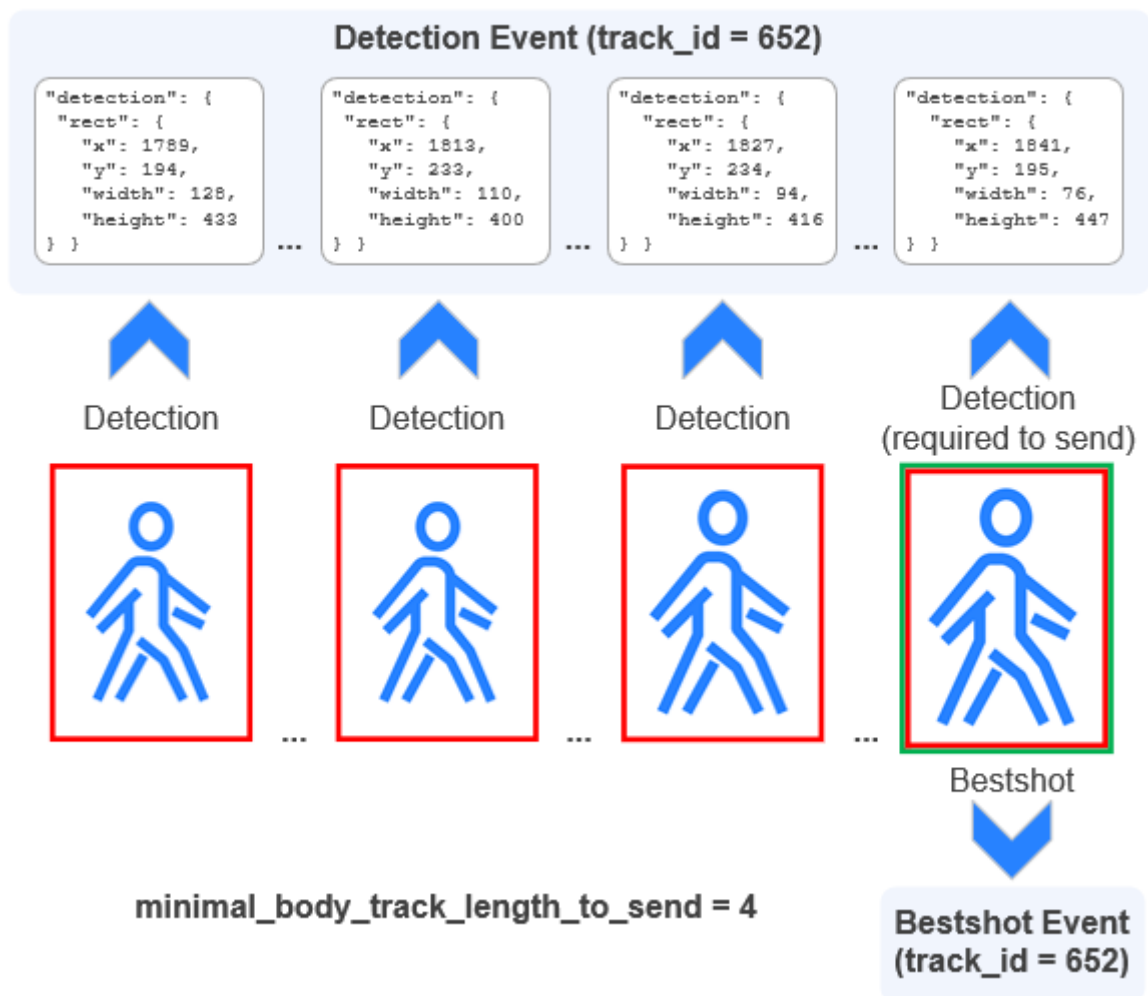 Detection Event (track_id = 652)
"detection": {
"rect": {
"x": 1789,
"y": 194,
"width": 128,
"height": 433
} }
...
"detection": {
"rect": {
"x": 1813,
"y": 233,
"width": 110,
"height": 400
} }
...
"detection": {
"rect": {
"x": 1827,
"y": 234,
"width": 94,
"height": 416
} }
...
"detection": {
"rect": {
"x": 1841,
"y": 195,
"width": 76,
"height": 447
} }
Detection
Detection
Detection
Detection
(required to send)
...
...
...
Bestshot
minimal_body_track_length_to_send = 4
Bestshot Event
(track_id = 652)